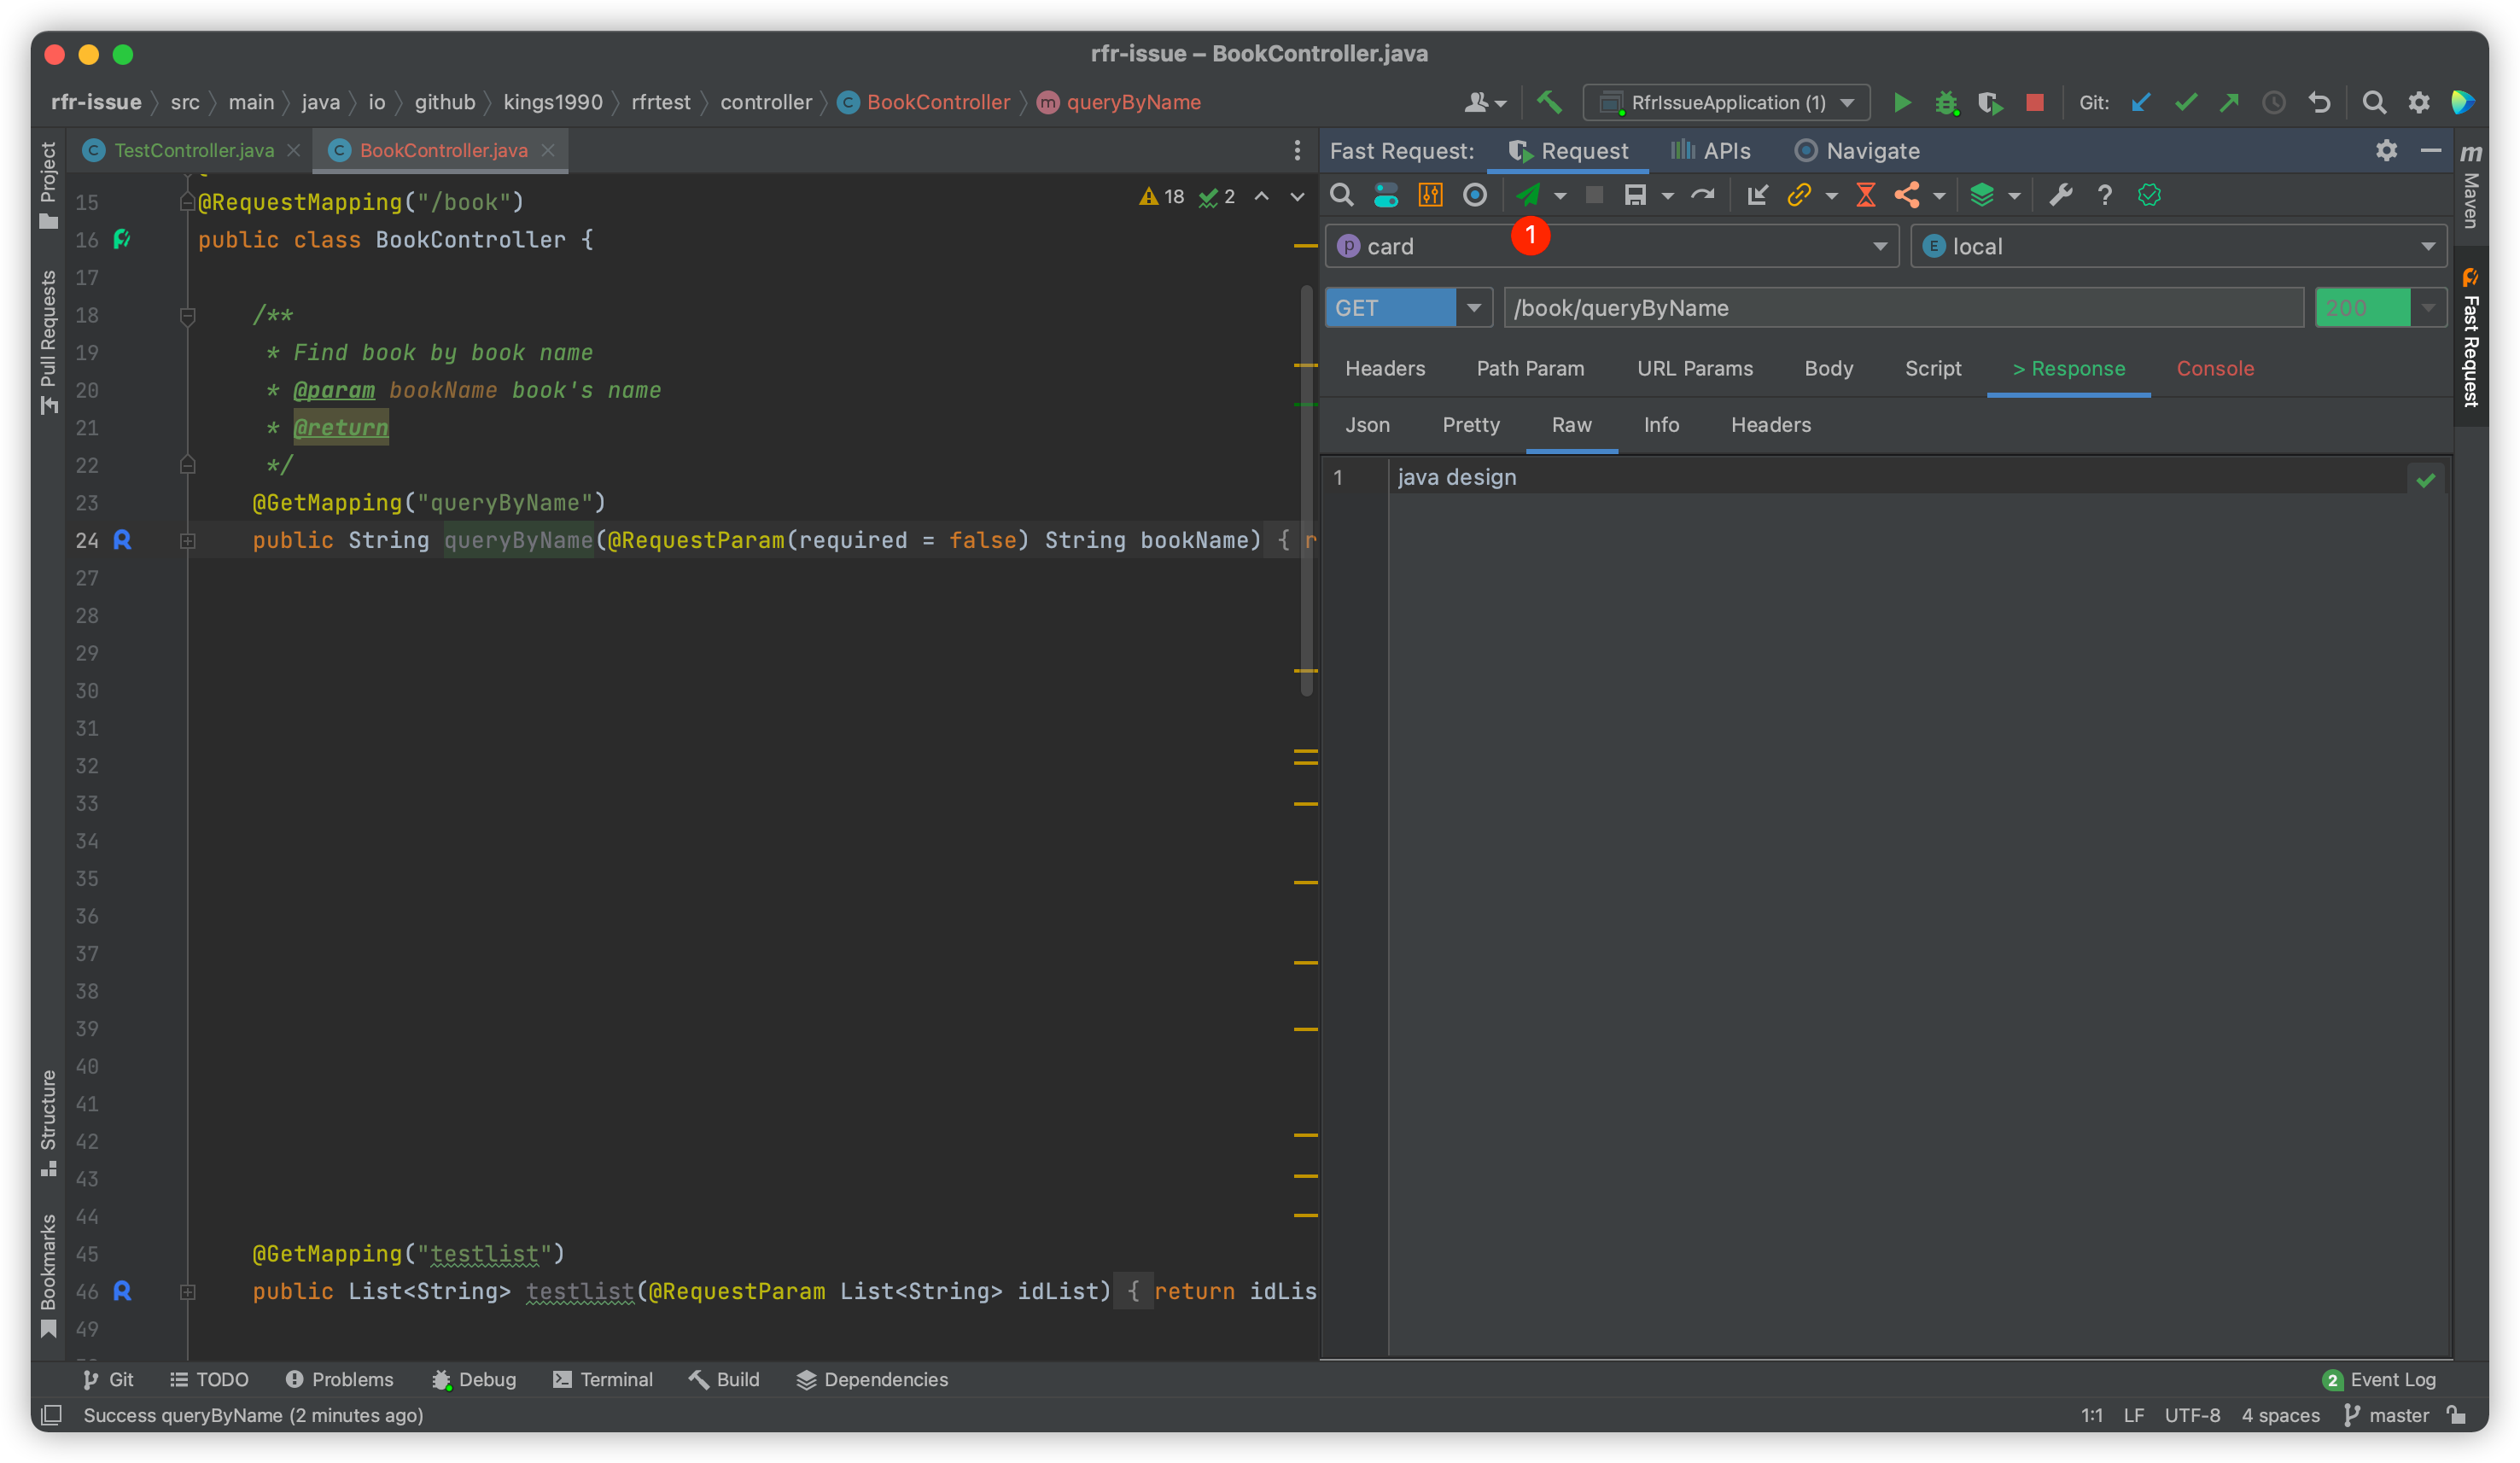 rfr-issue – BookController.java
rfr-issue src main java io github kings1990 rfrtest controller C BookController m queryByName
RfrIssueApplication (1)
Git:
Project
Pull Requests
Structure
Bookmarks
C TestController.java
C BookController.java
18 2
15 @RequestMapping("/book")
16 public class BookController {
17
18 /**
19 * Find book by book name
20 * @param bookName book's name
21 * @return
22 */
23 @GetMapping("queryByName")
24 public String queryByName(@RequestParam(required = false) String bookName) { r
27
28
29
30
31
32
33
34
35
36
37
38
39
40
41
42
43
44
45 @GetMapping("testlist")
46 public List<String> testlist(@RequestParam List<String> idList) { return idLis
49
Fast Request: Request APIs Navigate
?
1
p card
E local
GET /book/queryByName 200
Headers Path Param URL Params Body Script > Response Console
Json Pretty Raw Info Headers
1 java design
m
Maven
Fast Request
Git TODO Problems Debug Terminal Build Dependencies
2 Event Log
Success queryByName (2 minutes ago)
1:1 LF UTF-8 4 spaces master